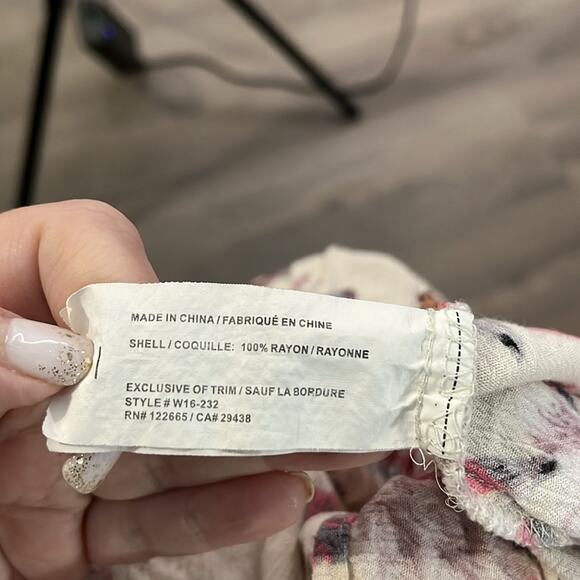 MADE IN CHINA / FABRIQUÉ EN CHINE
SHELL / COQUILLE: 100% RAYON / RAYONNE
EXCLUSIVE OF TRIM / SAUF LA BORDURE
STYLE # W16-232
RN# 122665 / CA# 29438